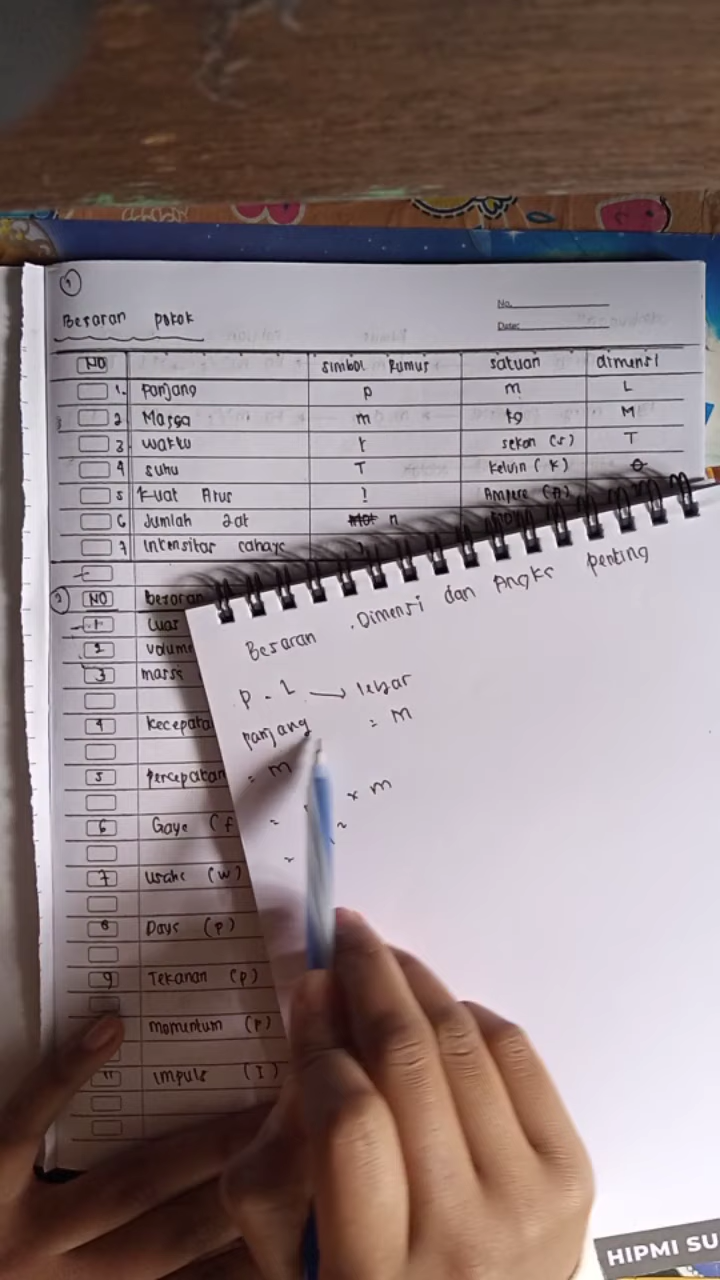 1
No.
Besaran Pokok
Date:
NO simbol Rumus satuan dimensi
1. Panjang P m L
2 Massa m kg M
3 waktu t sekon (s) T
4 suhu T Kelvin (K) θ
5 Kuat Arus I Ampere (A)
6 Jumlah zat n
7 Intensitas cahaya
2 NO besaran
1 Luas
2 volume
3 massa
4 kecepata
5 percepatan
6 Gaya (f
7 usaha (w)
8 Daya (p)
9 Tekanan (p)
momentum (p)
11 impuls (I)
Besaran . Dimensi dan Angka penting
P . L → lebar
panjang = m
= m
= x m
=
HIPMI SU